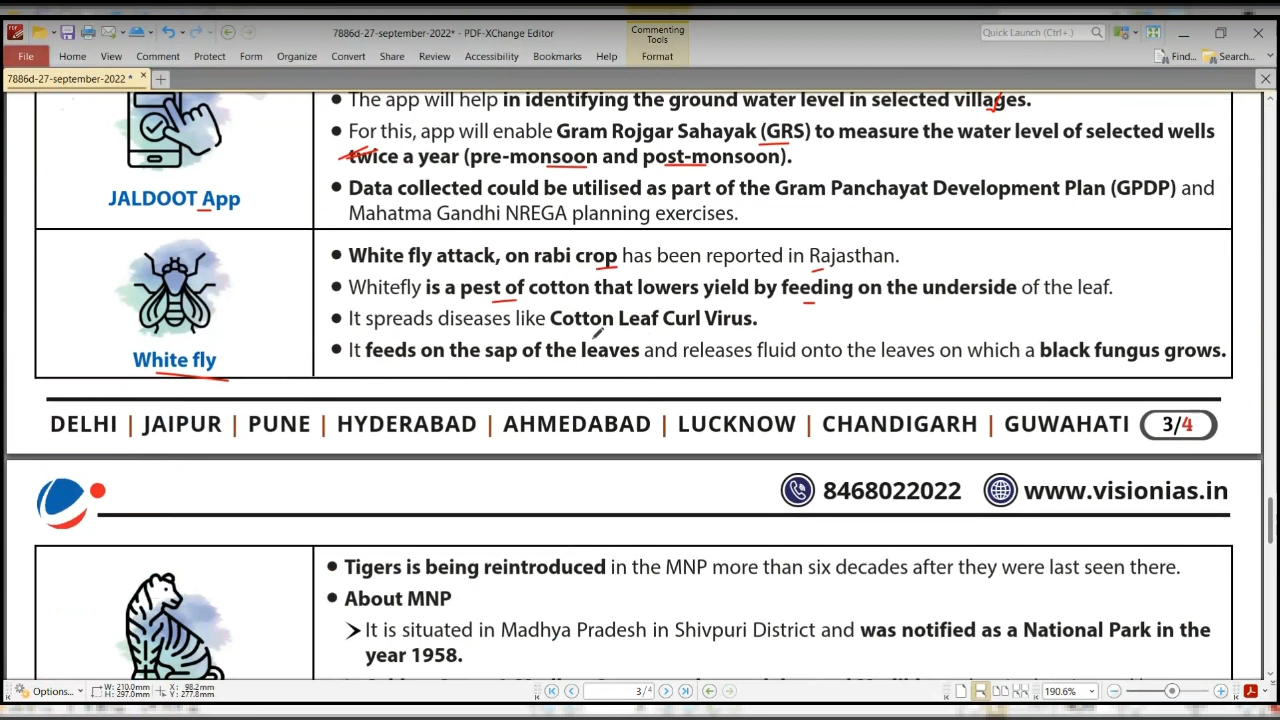 7886d-27-september-2022* - PDF-XChange Editor
Commenting
Tools
Quick Launch (Ctrl+.)
File
Home
View
Comment
Protect
Form
Organize
Convert
Share
Review
Accessibility
Bookmarks
Help
Format
Find...
Search...
7886d-27-september-2022 *
● The app will help in identifying the ground water level in selected villages.
● For this, app will enable Gram Rojgar Sahayak (GRS) to measure the water level of selected wells
twice a year (pre-monsoon and post-monsoon).
JALDOOT App
● Data collected could be utilised as part of the Gram Panchayat Development Plan (GPDP) and
Mahatma Gandhi NREGA planning exercises.
● White fly attack, on rabi crop has been reported in Rajasthan.
● Whitefly is a pest of cotton that lowers yield by feeding on the underside of the leaf.
● It spreads diseases like Cotton Leaf Curl Virus.
● It feeds on the sap of the leaves and releases fluid onto the leaves on which a black fungus grows.
White fly
DELHI | JAIPUR | PUNE | HYDERABAD | AHMEDABAD | LUCKNOW | CHANDIGARH | GUWAHATI 3/4
8468022022 www.visionias.in
● Tigers is being reintroduced in the MNP more than six decades after they were last seen there.
● About MNP
➤ It is situated in Madhya Pradesh in Shivpuri District and was notified as a National Park in the
year 1958.
Options...
W: 210.0mm
H: 297.0mm
X: 98.2mm
Y: 277.8mm
3/4
190.6%